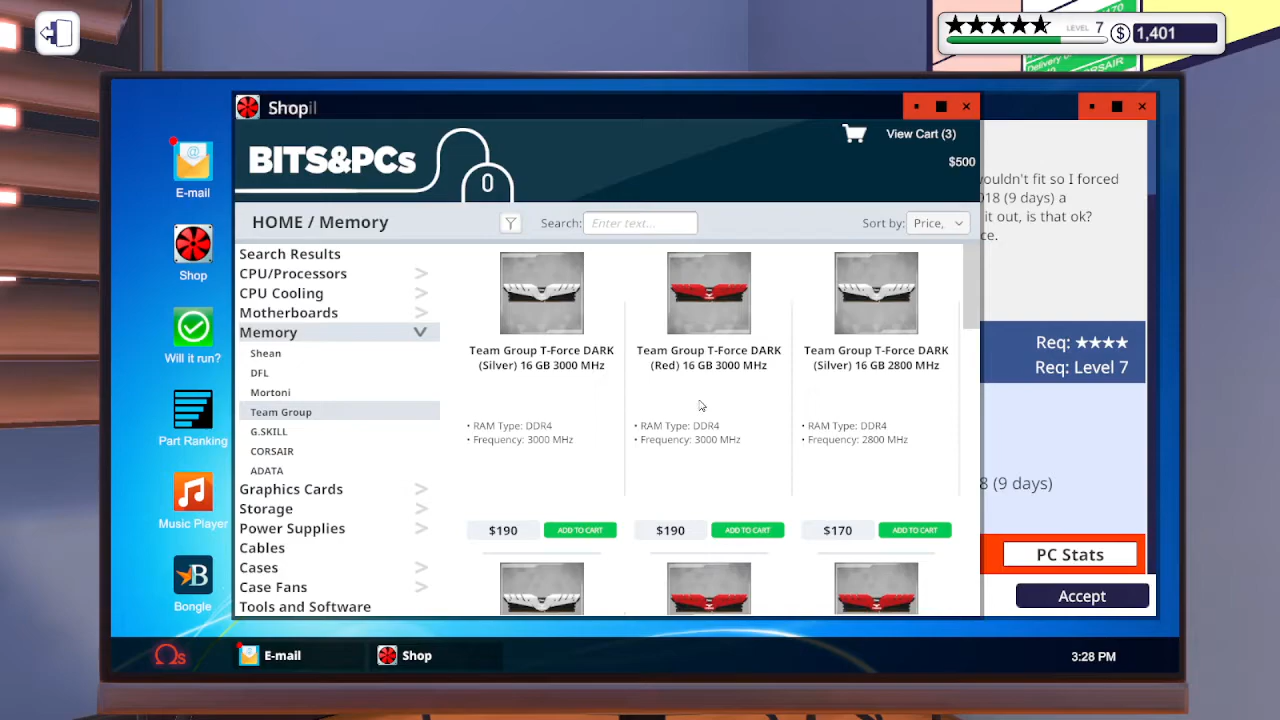 LEVEL 7
$ 1,401
Shop
BITS&PCs
View Cart (3)
$500
HOME / Memory
Search: Enter text...
Sort by: Price,
Search Results
CPU/Processors
CPU Cooling
Motherboards
Memory
Shean
DFL
Mortoni
Team Group
G.SKILL
CORSAIR
ADATA
Graphics Cards
Storage
Power Supplies
Cables
Cases
Case Fans
Tools and Software
Team Group T-Force DARK
(Silver) 16 GB 3000 MHz
• RAM Type: DDR4
• Frequency: 3000 MHz
$190 ADD TO CART
Team Group T-Force DARK
(Red) 16 GB 3000 MHz
• RAM Type: DDR4
• Frequency: 3000 MHz
$190 ADD TO CART
Team Group T-Force DARK
(Silver) 16 GB 2800 MHz
• RAM Type: DDR4
• Frequency: 2800 MHz
$170 ADD TO CART
E-mail
Shop
Will it run?
Part Ranking
Music Player
Bongle
wouldn't fit so I forced
018 (9 days) a
it out, is that ok?
ce.
Req: ★★★★
Req: Level 7
8 (9 days)
PC Stats
Accept
Ωs
E-mail
Shop
3:28 PM